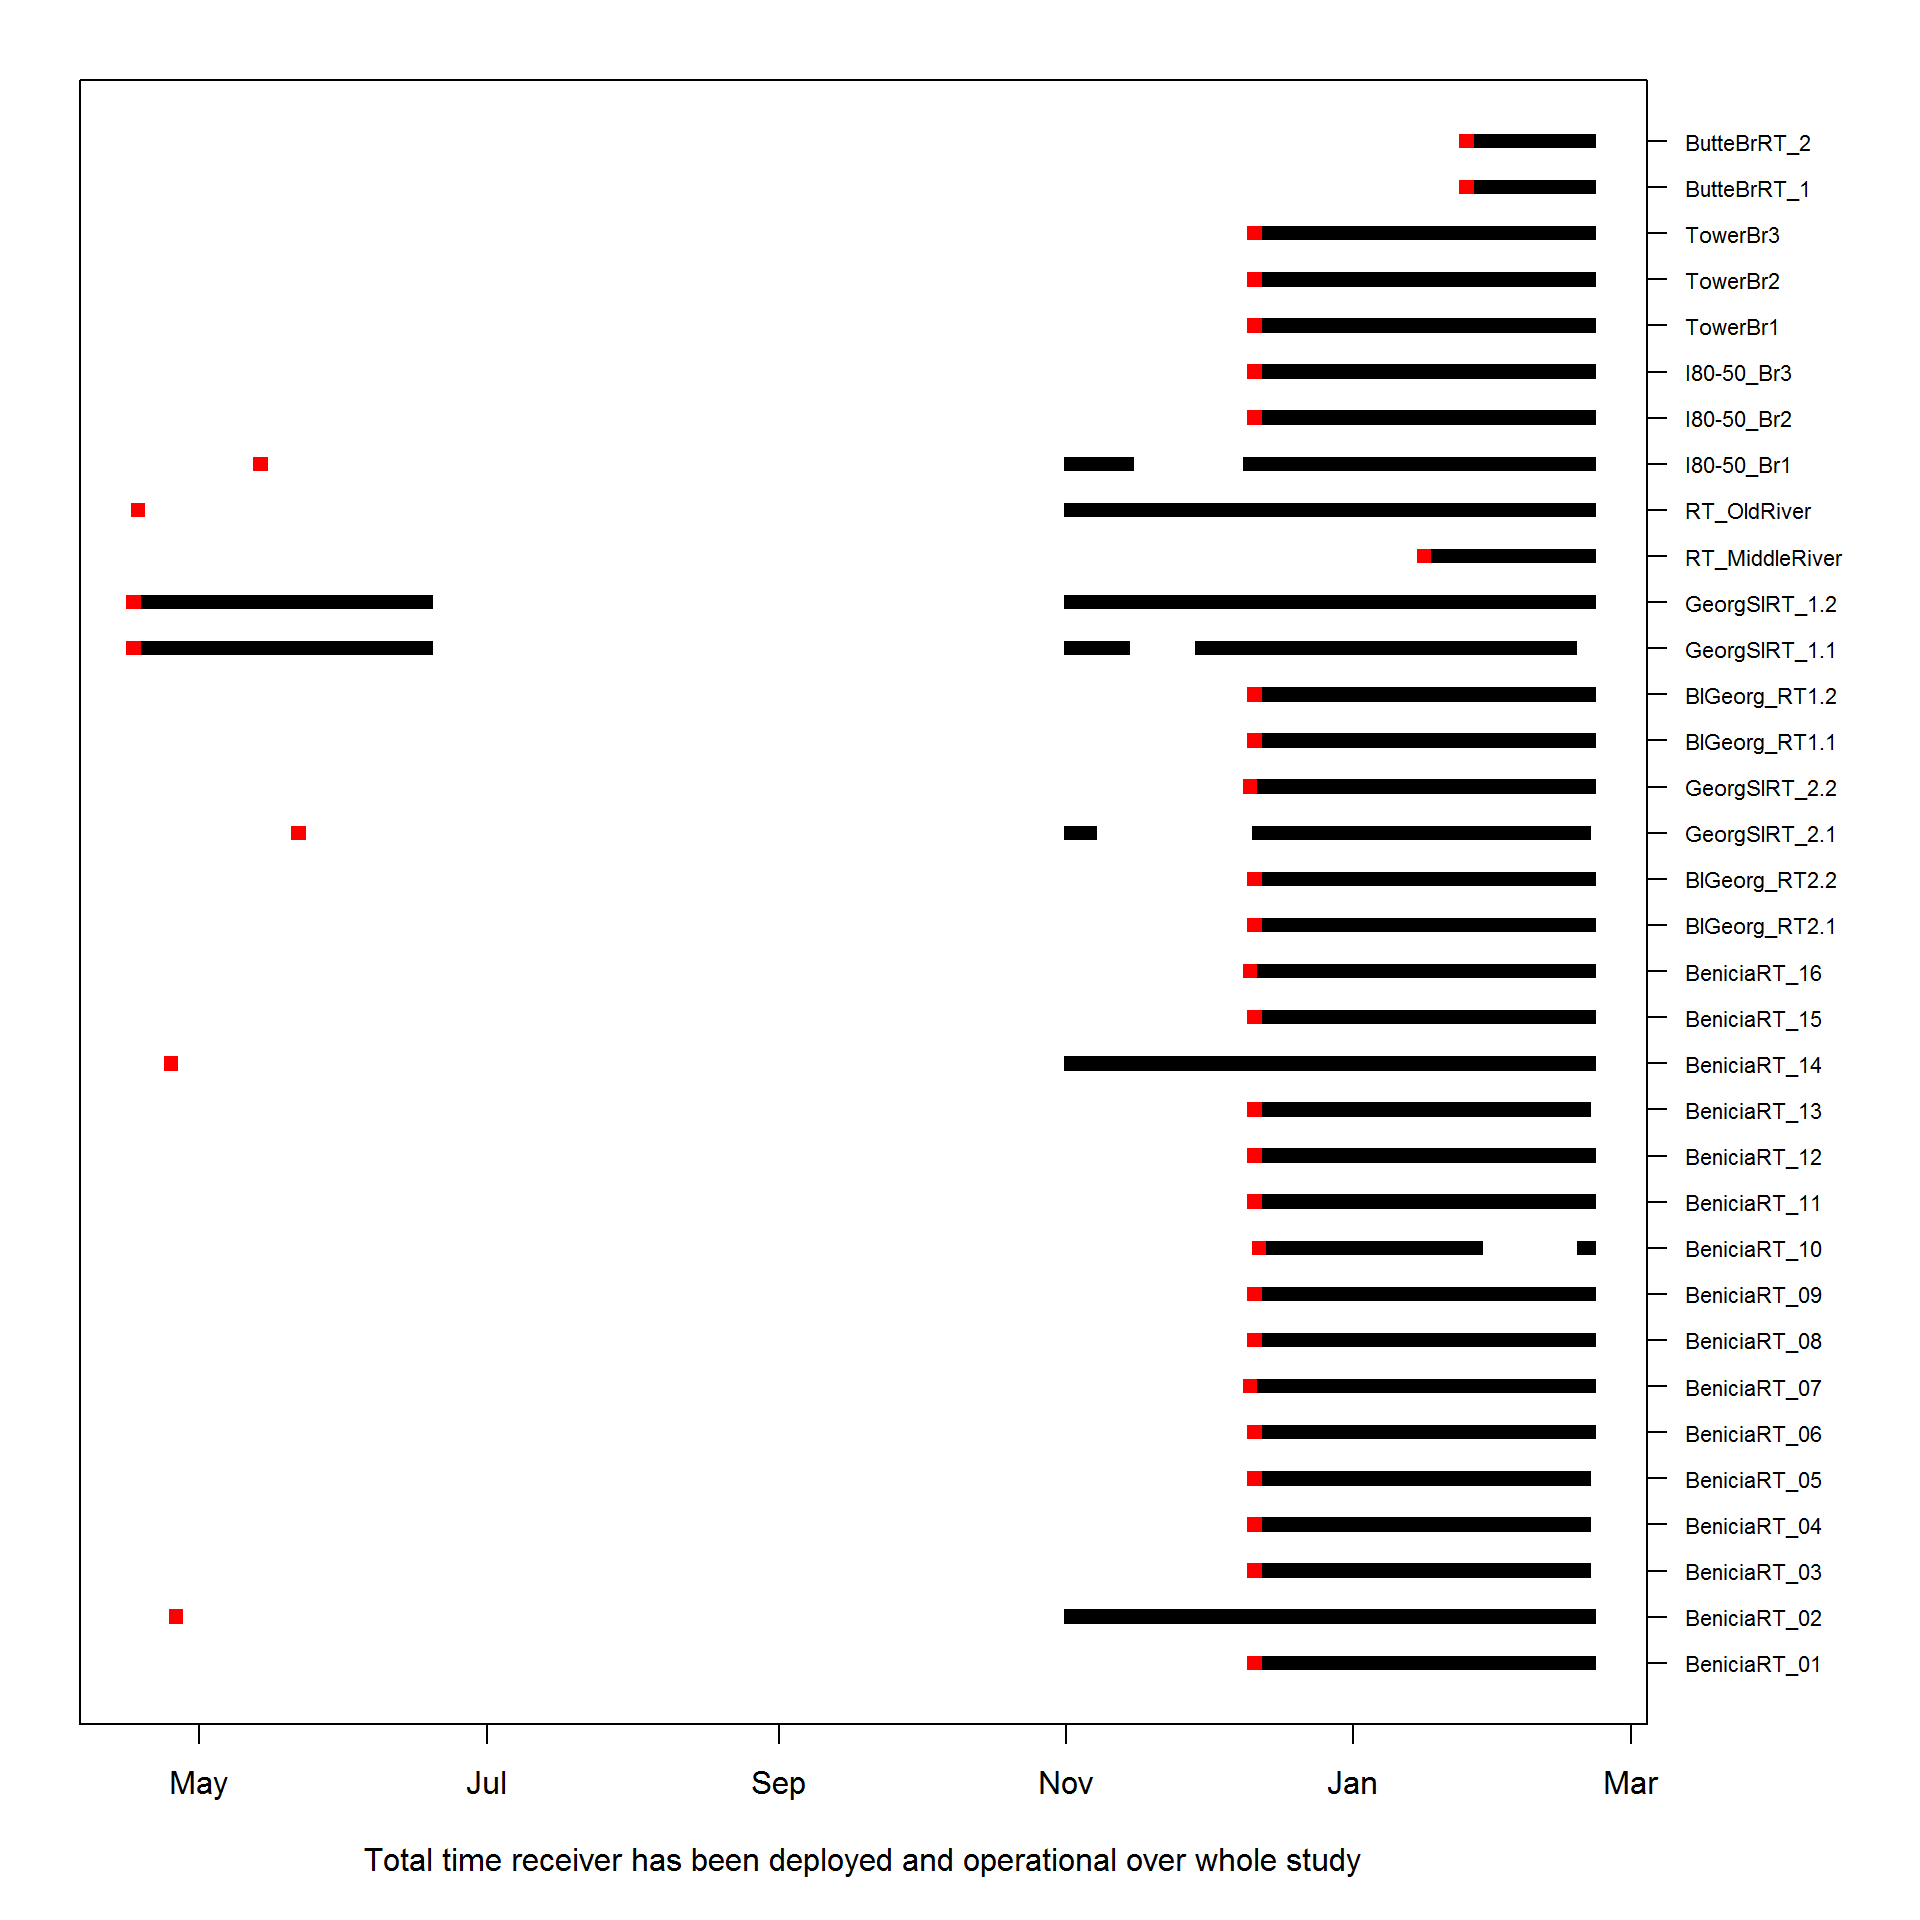 ButteBrRT_2
ButteBrRT_1
TowerBr3
TowerBr2
TowerBr1
I80-50_Br3
I80-50_Br2
I80-50_Br1
RT_OldRiver
RT_MiddleRiver
GeorgSlRT_1.2
GeorgSlRT_1.1
BlGeorg_RT1.2
BlGeorg_RT1.1
GeorgSlRT_2.2
GeorgSlRT_2.1
BlGeorg_RT2.2
BlGeorg_RT2.1
BeniciaRT_16
BeniciaRT_15
BeniciaRT_14
BeniciaRT_13
BeniciaRT_12
BeniciaRT_11
BeniciaRT_10
BeniciaRT_09
BeniciaRT_08
BeniciaRT_07
BeniciaRT_06
BeniciaRT_05
BeniciaRT_04
BeniciaRT_03
BeniciaRT_02
BeniciaRT_01
May Jul Sep Nov Jan Mar
Total time receiver has been deployed and operational over whole study